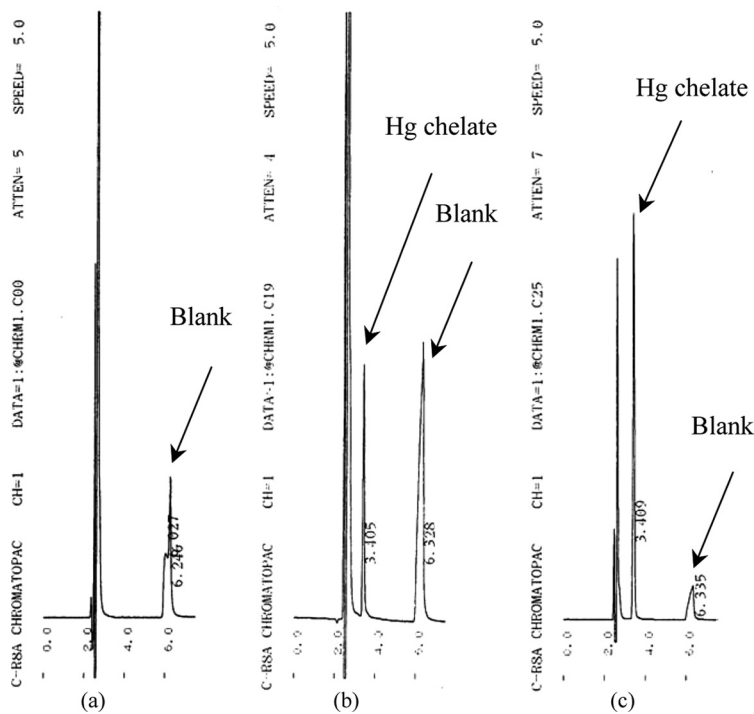 C-R8A CHROMATOPAC CH=1 DATA=1:@CHRM1.C00 ATTEN= 5 SPEED= 5.0
Blank
6.027
6.246
0.0
2.0
4.0
6.0
(a)
C-R8A CHROMATOPAC CH=1 DATA=1:@CHRM1.C19 ATTEN= 4 SPEED= 5.0
Hg chelate
Blank
3.405
6.328
0.0
2.0
4.0
6.0
(b)
C-R8A CHROMATOPAC CH=1 DATA=1:@CHRM1.C25 ATTEN= 7 SPEED= 5.0
Hg chelate
Blank
3.409
6.335
0.0
2.0
4.0
6.0
(c)